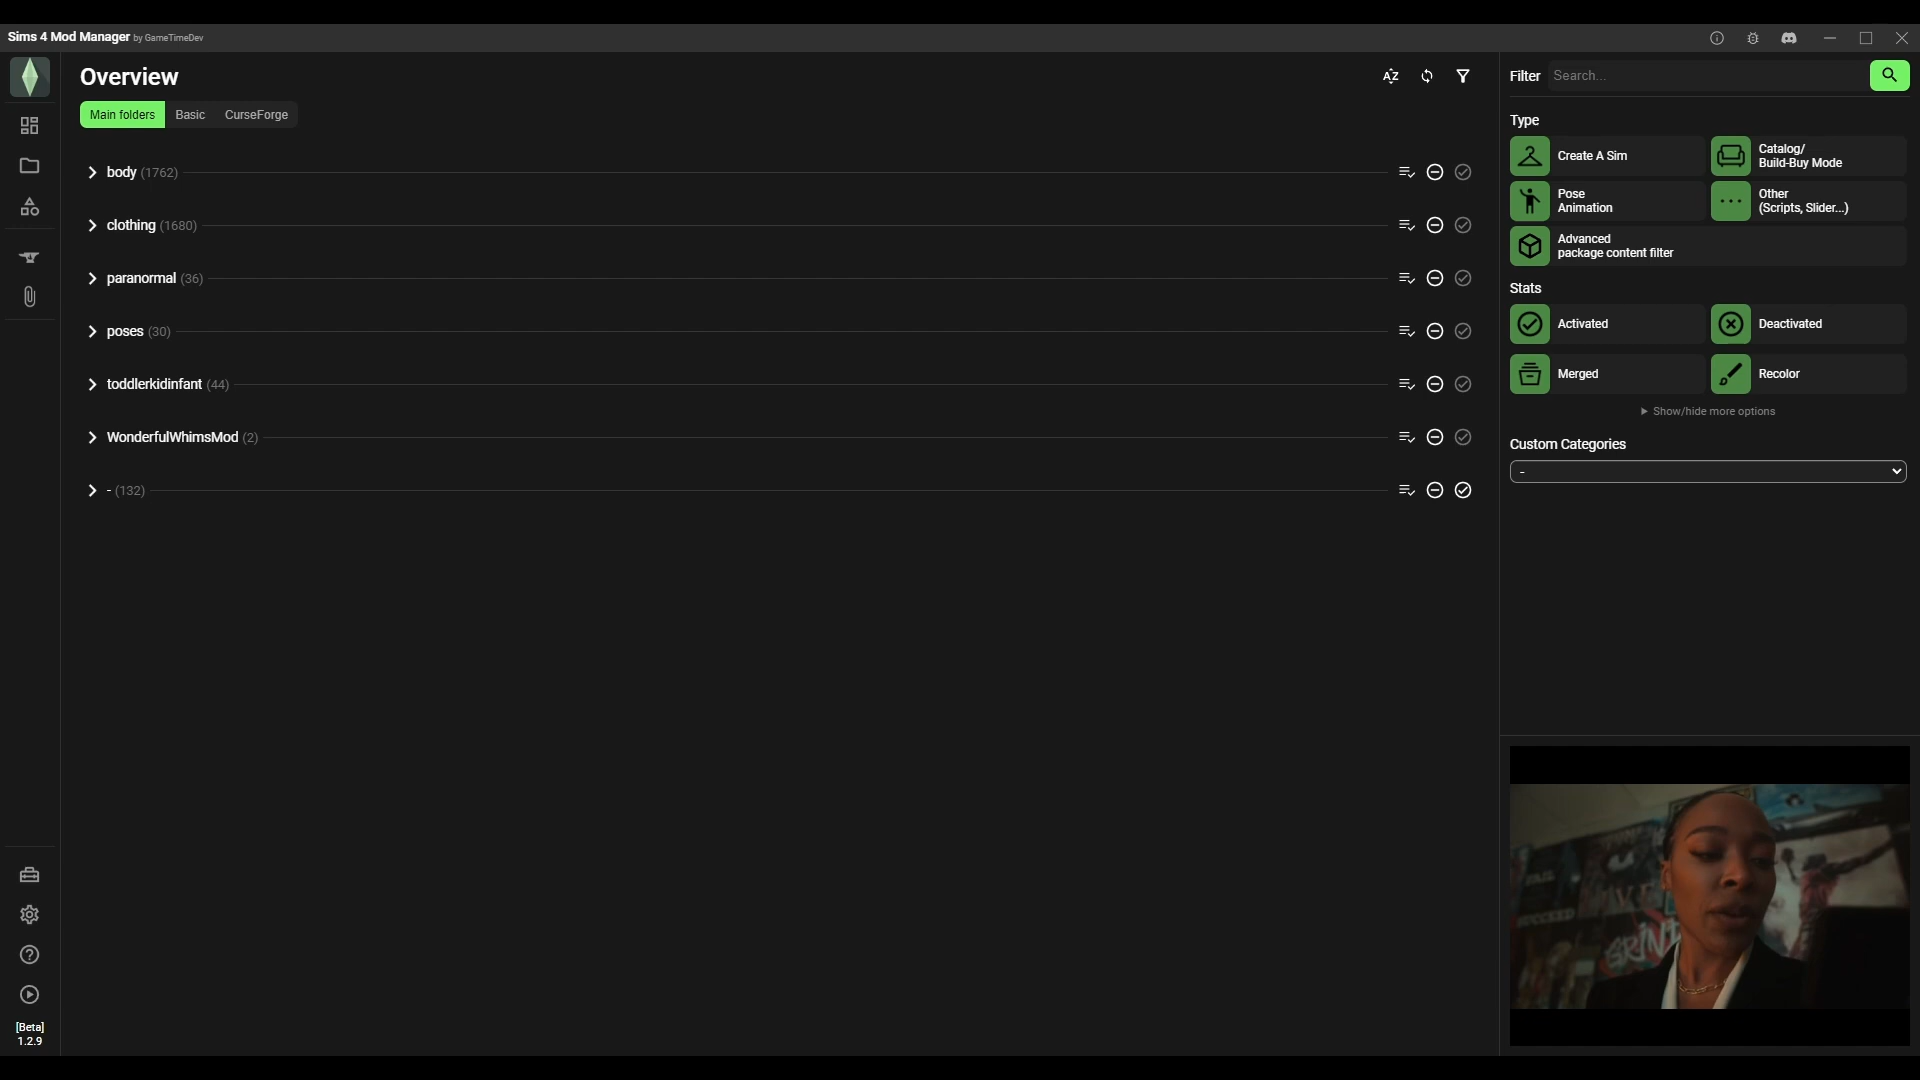 Sims 4 Mod Manager by GameTimeDev
Overview
AZ
Main folders Basic CurseForge
body (1762)
clothing (1680)
paranormal (36)
poses (30)
toddlerkidinfant (44)
WonderfulWhimsMod (2)
- (132)
[Beta]
1.2.9
Filter Search...
Type
Create A Sim
Catalog/
Build-Buy Mode
Pose
Animation
Other
(Scripts, Slider...)
Advanced
package content filter
Stats
Activated
Deactivated
Merged
Recolor
Show/hide more options
Custom Categories
-
GRIND